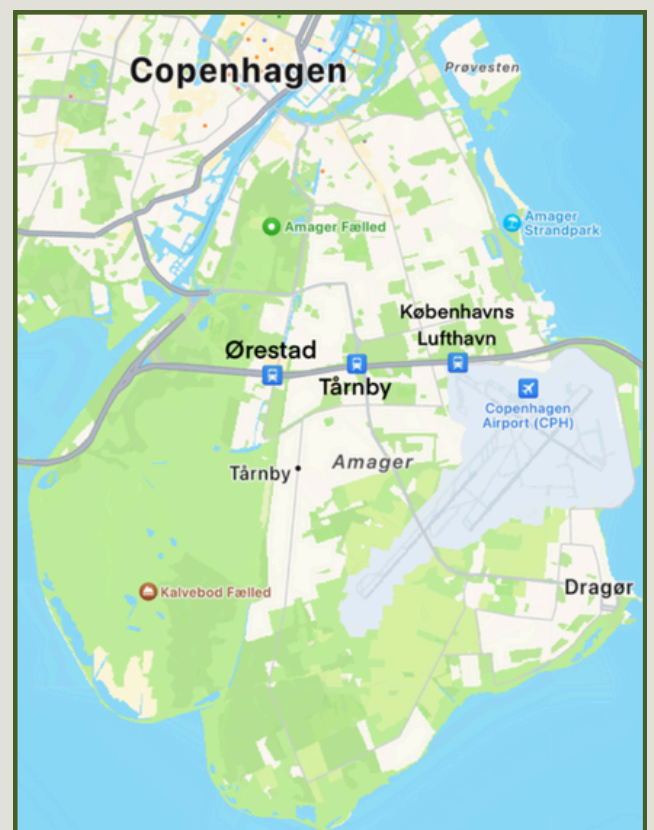 Copenhagen
Prøvesten
Amager
Strandpark
Amager Fælled
Københavns
Lufthavn
Ørestad
Tårnby
Copenhagen
Airport (CPH)
Tårnby
Amager
Dragør
Kalvebod Fælled